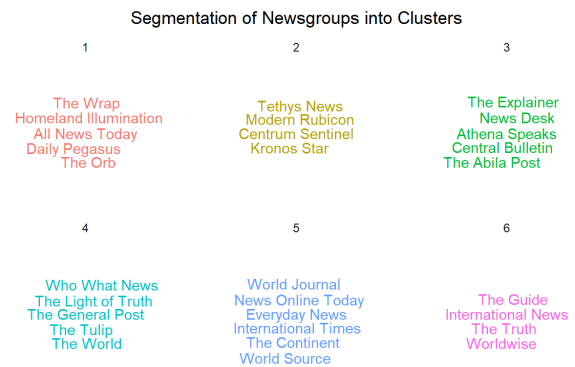 Segmentation of Newsgroups into Clusters
1
The Wrap
Homeland Illumination
All News Today
Daily Pegasus
The Orb
2
Tethys News
Modern Rubicon
Centrum Sentinel
Kronos Star
3
The Explainer
News Desk
Athena Speaks
Central Bulletin
The Abila Post
4
Who What News
The Light of Truth
The General Post
The Tulip
The World
5
World Journal
News Online Today
Everyday News
International Times
The Continent
World Source
6
The Guide
International News
The Truth
Worldwise